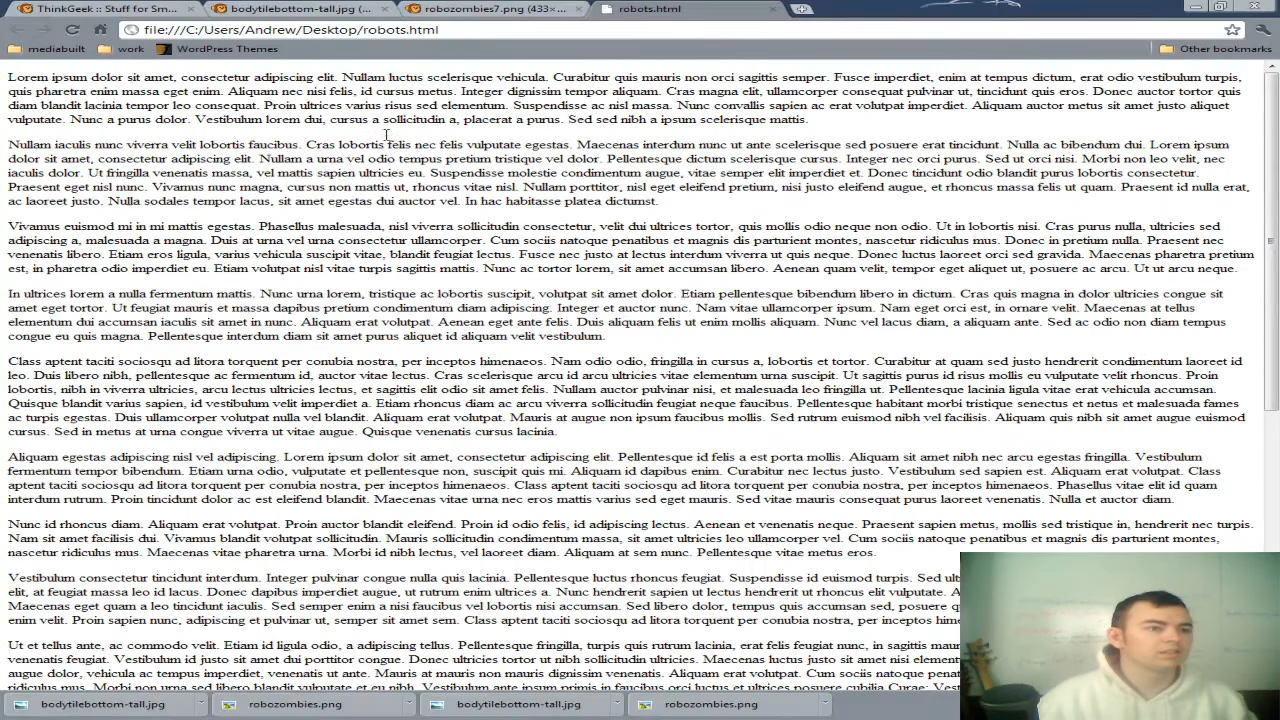 ThinkGeek :: Stuff for Sm
bodytilebottom-tall.jpg (
robozombies7.png (433×
robots.html
file:///C:/Users/Andrew/Desktop/robots.html
mediabuilt
work
WordPress Themes
Other bookmarks
Lorem ipsum dolor sit amet, consectetur adipiscing elit. Nullam luctus scelerisque vehicula. Curabitur quis mauris non orci sagittis semper. Fusce imperdiet, enim at tempus dictum, erat odio vestibulum turpis,
quis pharetra enim massa eget enim. Aliquam nec nisi felis, id cursus metus. Integer dignissim tempor aliquam. Cras magna elit, ullamcorper consequat pulvinar ut, tincidunt quis eros. Donec auctor tortor quis
diam blandit lacinia tempor leo consequat. Proin ultrices varius risus sed elementum. Suspendisse ac nisl massa. Nunc convallis sapien ac erat volutpat imperdiet. Aliquam auctor metus sit amet justo aliquet
vulputate. Nunc a purus dolor. Vestibulum lorem dui, cursus a sollicitudin a, placerat a purus. Sed sed nibh a ipsum scelerisque mattis.
Nullam iaculis nunc viverra velit lobortis faucibus. Cras lobortis felis nec felis vulputate egestas. Maecenas interdum nunc ut ante scelerisque sed posuere erat tincidunt. Nulla ac bibendum dui. Lorem ipsum
dolor sit amet, consectetur adipiscing elit. Nullam a urna vel odio tempus pretium tristique vel dolor. Pellentesque dictum scelerisque cursus. Integer nec orci purus. Sed ut orci nisi. Morbi non leo velit, nec
iaculis dolor. Ut fringilla venenatis massa, vel mattis sapien ultricies eu. Suspendisse molestie condimentum augue, vitae semper elit imperdiet et. Donec tincidunt odio blandit purus lobortis consectetur.
Praesent eget nisl nunc. Vivamus nunc magna, cursus non mattis ut, rhoncus vitae nisl. Nullam porttitor, nisl eget eleifend pretium, nisi justo eleifend augue, et rhoncus massa felis ut quam. Praesent id nulla erat,
ac laoreet justo. Nulla sodales tempor lacus, sit amet egestas dui auctor vel. In hac habitasse platea dictumst.
Vivamus euismod mi in mi mattis egestas. Phasellus malesuada, nisl viverra sollicitudin consectetur, velit dui ultrices tortor, quis mollis odio neque non odio. Ut in lobortis nisi. Cras purus nulla, ultricies sed
adipiscing a, malesuada a magna. Duis at urna vel urna consectetur ullamcorper. Cum sociis natoque penatibus et magnis dis parturient montes, nascetur ridiculus mus. Donec in pretium nulla. Praesent nec
venenatis libero. Etiam eros ligula, varius vehicula suscipit vitae, blandit feugiat lectus. Fusce nec justo at lectus interdum viverra ut quis neque. Donec luctus laoreet orci sed gravida. Maecenas pharetra pretium
est, in pharetra odio imperdiet eu. Etiam volutpat nisl vitae turpis sagittis mattis. Nunc ac tortor lorem, sit amet accumsan libero. Aenean quam velit, tempor eget aliquet ut, posuere ac arcu. Ut ut arcu neque.
In ultrices lorem a nulla fermentum mattis. Nunc urna lorem, tristique ac lobortis suscipit, volutpat sit amet dolor. Etiam pellentesque bibendum libero in dictum. Cras quis magna in dolor ultricies congue sit
amet eget tortor. Ut feugiat mauris et massa dapibus pretium condimentum diam adipiscing. Integer et auctor nunc. Nam vitae ullamcorper ipsum. Nam eget orci est, in ornare velit. Maecenas at tellus
elementum dui accumsan iaculis sit amet in nunc. Aliquam erat volutpat. Aenean eget ante felis. Duis aliquam felis ut enim mollis aliquam. Nunc vel lacus diam, a aliquam ante. Sed ac odio non diam tempus
congue eu quis magna. Pellentesque interdum diam sit amet purus aliquet id aliquam velit vestibulum.
Class aptent taciti sociosqu ad litora torquent per conubia nostra, per inceptos himenaeos. Nam odio odio, fringilla in cursus a, lobortis et tortor. Curabitur at quam sed justo hendrerit condimentum laoreet id
leo. Duis libero nibh, pellentesque ac fermentum id, auctor vitae lectus. Cras scelerisque arcu id arcu ultricies vitae elementum urna suscipit. Ut sagittis purus id risus mollis eu vulputate velit rhoncus. Proin
lobortis, nibh in viverra ultricies, arcu lectus ultricies lectus, et sagittis elit odio sit amet felis. Nullam auctor pulvinar nisi, et malesuada leo fringilla ut. Pellentesque lacinia ligula vitae erat vehicula accumsan.
Quisque blandit varius sapien, id vestibulum velit imperdiet a. Etiam rhoncus diam ac arcu viverra sollicitudin feugiat neque faucibus. Pellentesque habitant morbi tristique senectus et netus et malesuada fames
ac turpis egestas. Duis ullamcorper volutpat nulla vel blandit. Aliquam erat volutpat. Mauris at augue non ipsum faucibus mollis. Sed rutrum euismod nibh vel facilisis. Aliquam quis nibh sit amet augue euismod
cursus. Sed in metus at urna congue viverra ut vitae augue. Quisque venenatis cursus lacinia.
Aliquam egestas adipiscing nisl vel adipiscing. Lorem ipsum dolor sit amet, consectetur adipiscing elit. Pellentesque id felis a est porta mollis. Aliquam sit amet nibh nec arcu egestas fringilla. Vestibulum
fermentum tempor bibendum. Etiam urna odio, vulputate et pellentesque non, suscipit quis mi. Aliquam id dapibus enim. Curabitur nec lectus justo. Vestibulum sed sapien est. Aliquam erat volutpat. Class
aptent taciti sociosqu ad litora torquent per conubia nostra, per inceptos himenaeos. Class aptent taciti sociosqu ad litora torquent per conubia nostra, per inceptos himenaeos. Phasellus vitae elit id quam
interdum rutrum. Proin tincidunt dolor ac est eleifend blandit. Maecenas vitae urna nec eros mattis varius sed eget mauris. Sed vitae mauris consequat purus laoreet venenatis. Nulla et auctor diam.
Nunc id rhoncus diam. Aliquam erat volutpat. Proin auctor blandit eleifend. Proin id odio felis, id adipiscing lectus. Aenean et venenatis neque. Praesent sapien metus, mollis sed tristique in, hendrerit nec turpis.
Nam sit amet facilisis dui. Vivamus blandit volutpat sollicitudin. Mauris sollicitudin condimentum massa, sit amet ultricies leo ullamcorper vel. Cum sociis natoque penatibus et magnis dis parturient montes,
nascetur ridiculus mus. Maecenas vitae pharetra urna. Morbi id nibh lectus, vel laoreet diam. Aliquam at sem nunc. Pellentesque vitae metus eros.
Vestibulum consectetur tincidunt interdum. Integer pulvinar congue nulla quis lacinia. Pellentesque luctus rhoncus feugiat. Suspendisse id euismod turpis. Sed ult
elit, at feugiat massa leo id lacus. Donec dapibus imperdiet augue, ut rutrum enim ultrices a. Nunc hendrerit sapien ut lectus hendrerit ut rhoncus elit vulputate. A
Maecenas eget quam a leo tincidunt iaculis. Sed semper enim a nisi faucibus vel lobortis nisi accumsan. Sed libero dolor, tempus quis accumsan sed, posuere q
enim velit. Proin sapien nunc, adipiscing et pulvinar ut, semper sit amet sem. Class aptent taciti sociosqu ad litora torquent per conubia nostra, per inceptos hime
Ut et tellus ante, ac commodo velit. Etiam id ligula odio, a adipiscing tellus. Pellentesque fringilla, turpis quis rutrum lacinia, erat felis feugiat nunc, in sed
venenatis feugiat. Vestibulum id justo sit amet dui porttitor congue. Donec ultricies tortor ut nibh sollicitudin ultricies. Mauris vitae nisl element
augue, vehicula ac tempus imperdiet, venenatis ut ante. Mauris at mauris non mauris dignissim venenatis. Nulla facilisi. Aliquam
ridiculus mus. Maecenas urna sed libero blandit vulputate at eu nibh. Vestibulum ante ipsum primis in faucibus orci luctus et ultrices posuere cubilia Curae; Ves
bodytilebottom-tall.jpg
robozombies.png
bodytilebottom-tall.jpg
robozombies.png